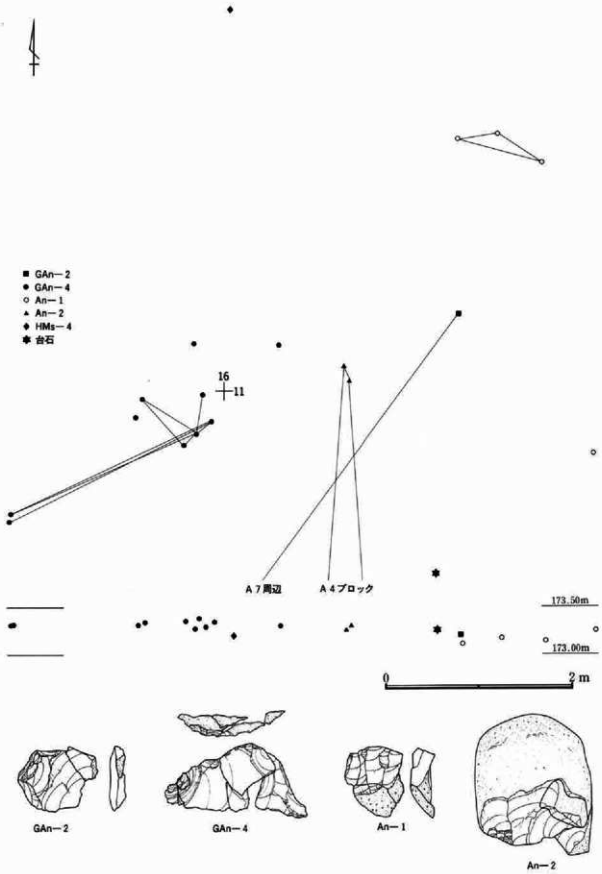 ■ GAn―2
● GAn―4
○ An―1
▲ An―2
◆ HMs―4
✸ 台石
16
11
A 7 周辺
A 4 ブロック
173.50m
173.00m
0
2 m
GAn―2
GAn―4
An―1
An―2